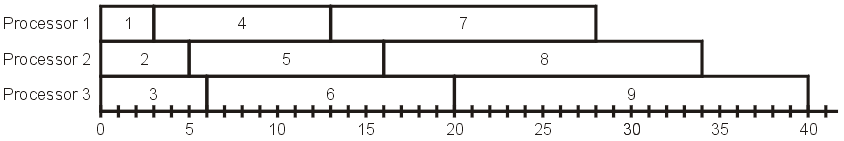 Processor 1 1 4 7
Processor 2 2 5 8
Processor 3 3 6 9
0 5 10 15 20 25 30 35 40